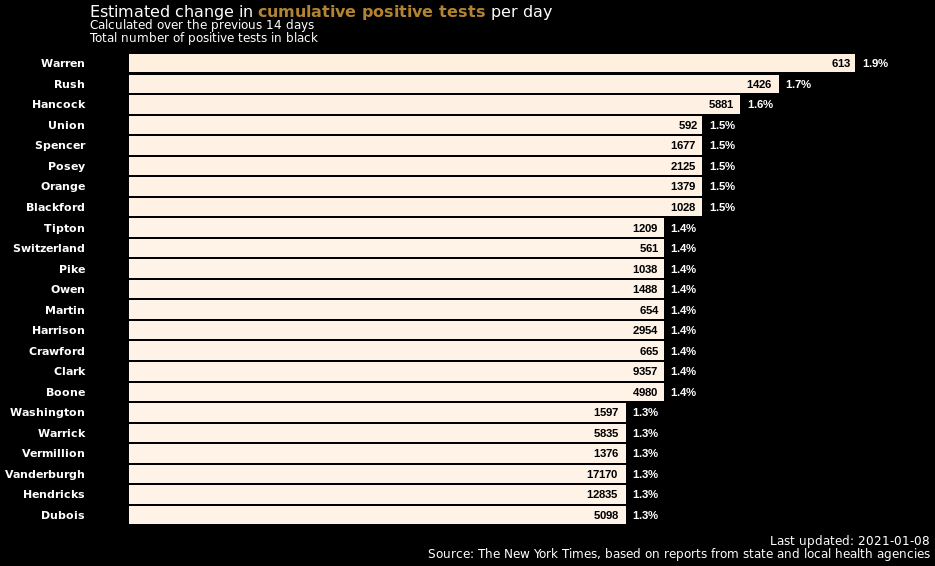 Estimated change in cumulative positive tests per day
Calculated over the previous 14 days
Total number of positive tests in black
Warren 613 1.9%
Rush 1426 1.7%
Hancock 5881 1.6%
Union 592 1.5%
Spencer 1677 1.5%
Posey 2125 1.5%
Orange 1379 1.5%
Blackford 1028 1.5%
Tipton 1209 1.4%
Switzerland 561 1.4%
Pike 1038 1.4%
Owen 1488 1.4%
Martin 654 1.4%
Harrison 2954 1.4%
Crawford 665 1.4%
Clark 9357 1.4%
Boone 4980 1.4%
Washington 1597 1.3%
Warrick 5835 1.3%
Vermillion 1376 1.3%
Vanderburgh 17170 1.3%
Hendricks 12835 1.3%
Dubois 5098 1.3%
Last updated: 2021-01-08
Source: The New York Times, based on reports from state and local health agencies